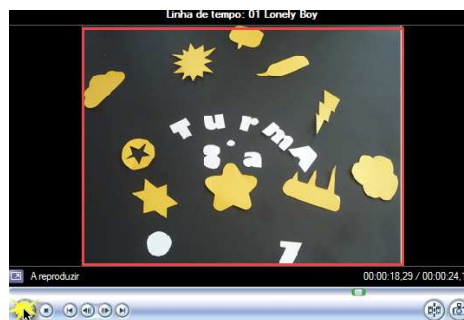 Linha de tempo: 01 Lonely Boy
Turma
8.a
7
A reproduzir
00:00:18,29 / 00:00:24,1